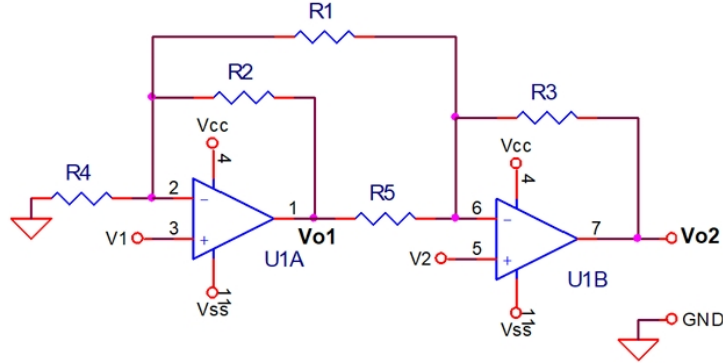 R1
R2
R3
Vcc
4
Vcc
4
R4
2
R5
6
3
1
5
7
V1
Vo1
V2
Vo2
U1A
U1B
11
Vss
11
Vss
GND